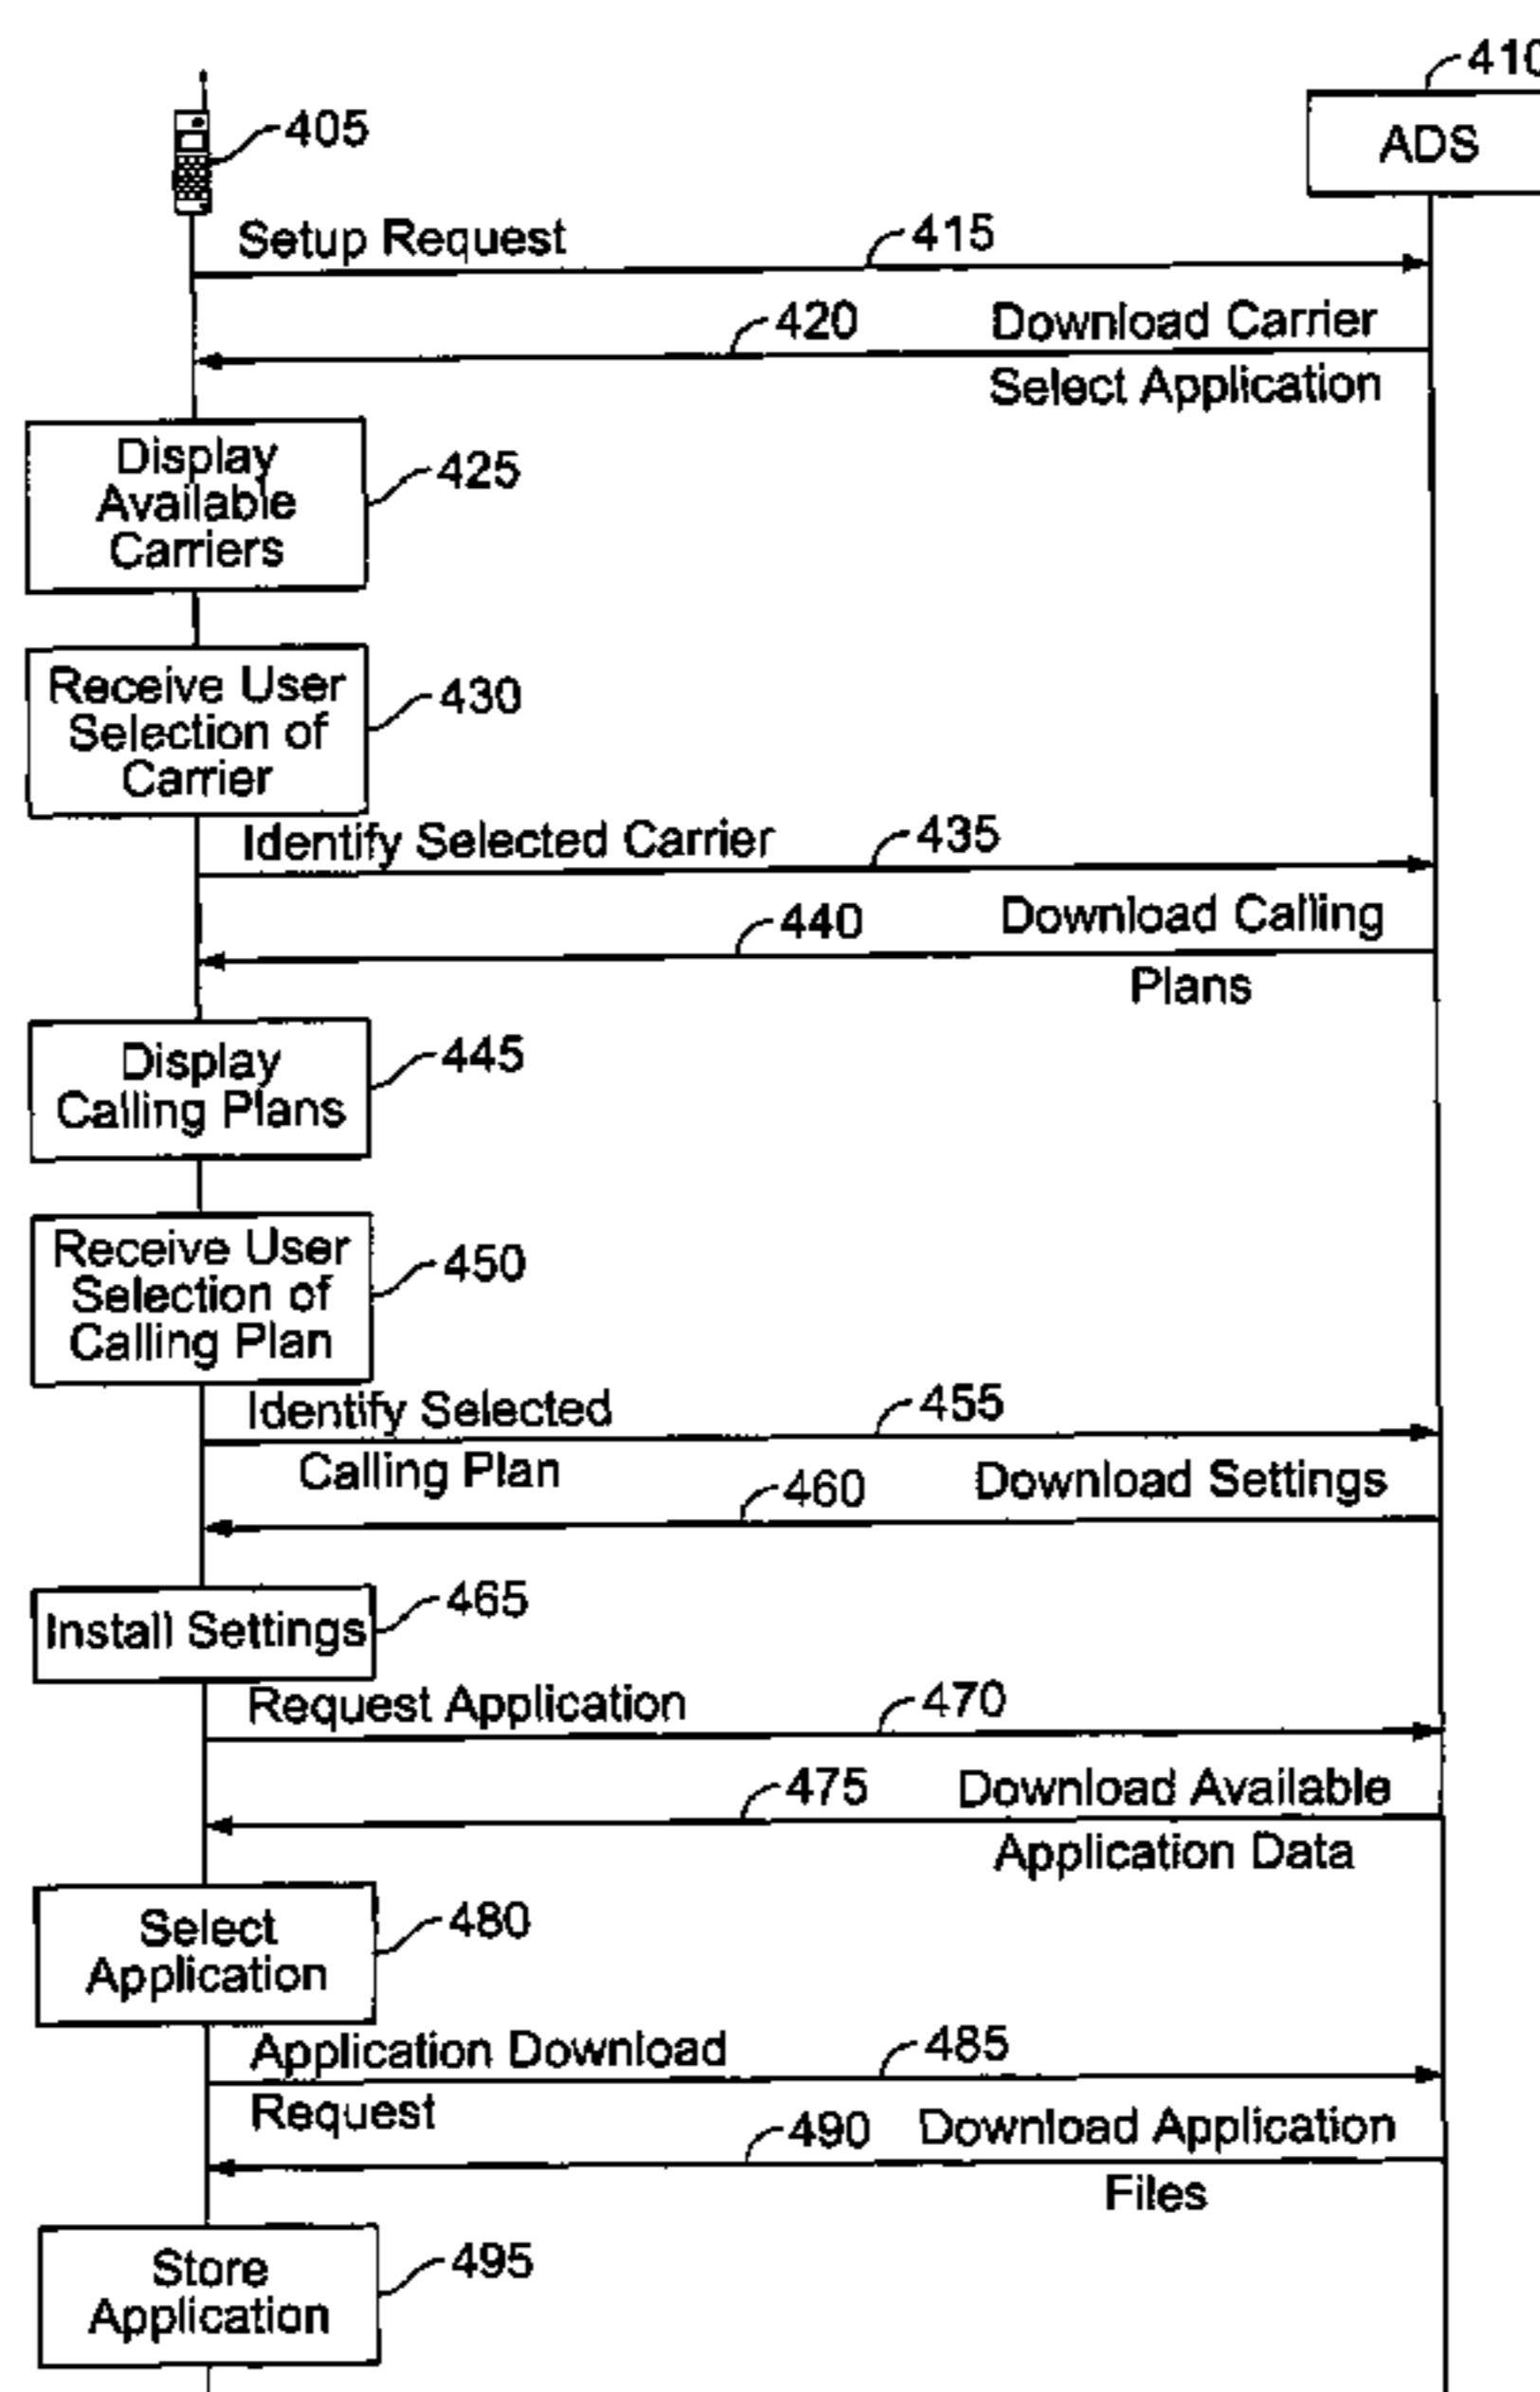 410
ADS
405
Setup Request
415
420
Download Carrier
Select Application
Display
Available
Carriers
425
Receive User
Selection of
Carrier
430
Identify Selected Carrier
435
440
Download Calling
Plans
Display
Calling Plans
445
Receive User
Selection of
Calling Plan
450
Identify Selected
Calling Plan
455
460
Download Settings
Install Settings
465
Request Application
470
475
Download Available
Application Data
Select
Application
480
Application Download
Request
485
490
Download Application
Files
Store
Application
495